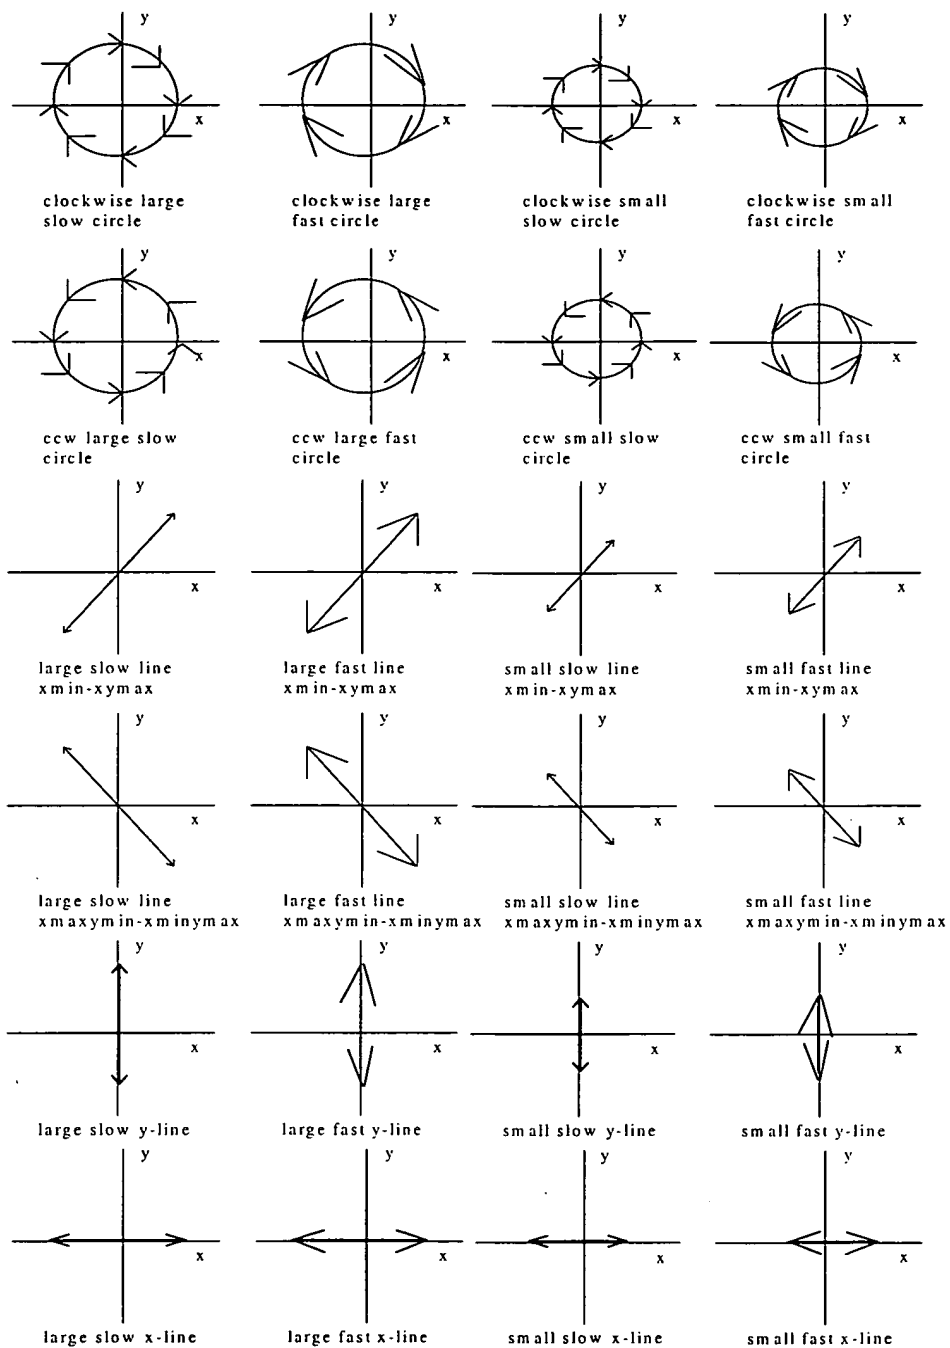 y
y
y
y
x
x
x
x
clockwise large
slow circle
clockwise large
fast circle
clockwise small
slow circle
clockwise small
fast circle
y
y
y
y
x
x
x
x
ccw large slow
circle
ccw large fast
circle
ccw small slow
circle
ccw small fast
circle
y
y
y
y
x
x
x
x
large slow line
xmin-xymax
large fast line
xmin-xymax
small slow line
xmin-xymax
small fast line
xmin-xymax
y
y
y
y
x
x
x
x
large slow line
xmaxymin-xminymax
large fast line
xmaxymin-xminymax
small slow line
xmaxymin-xminymax
small fast line
xmaxymin-xminymax
y
y
y
y
x
x
x
x
large slow y-line
large fast y-line
small slow y-line
small fast y-line
y
y
y
y
x
x
x
x
large slow x-line
large fast x-line
small slow x-line
small fast x-line